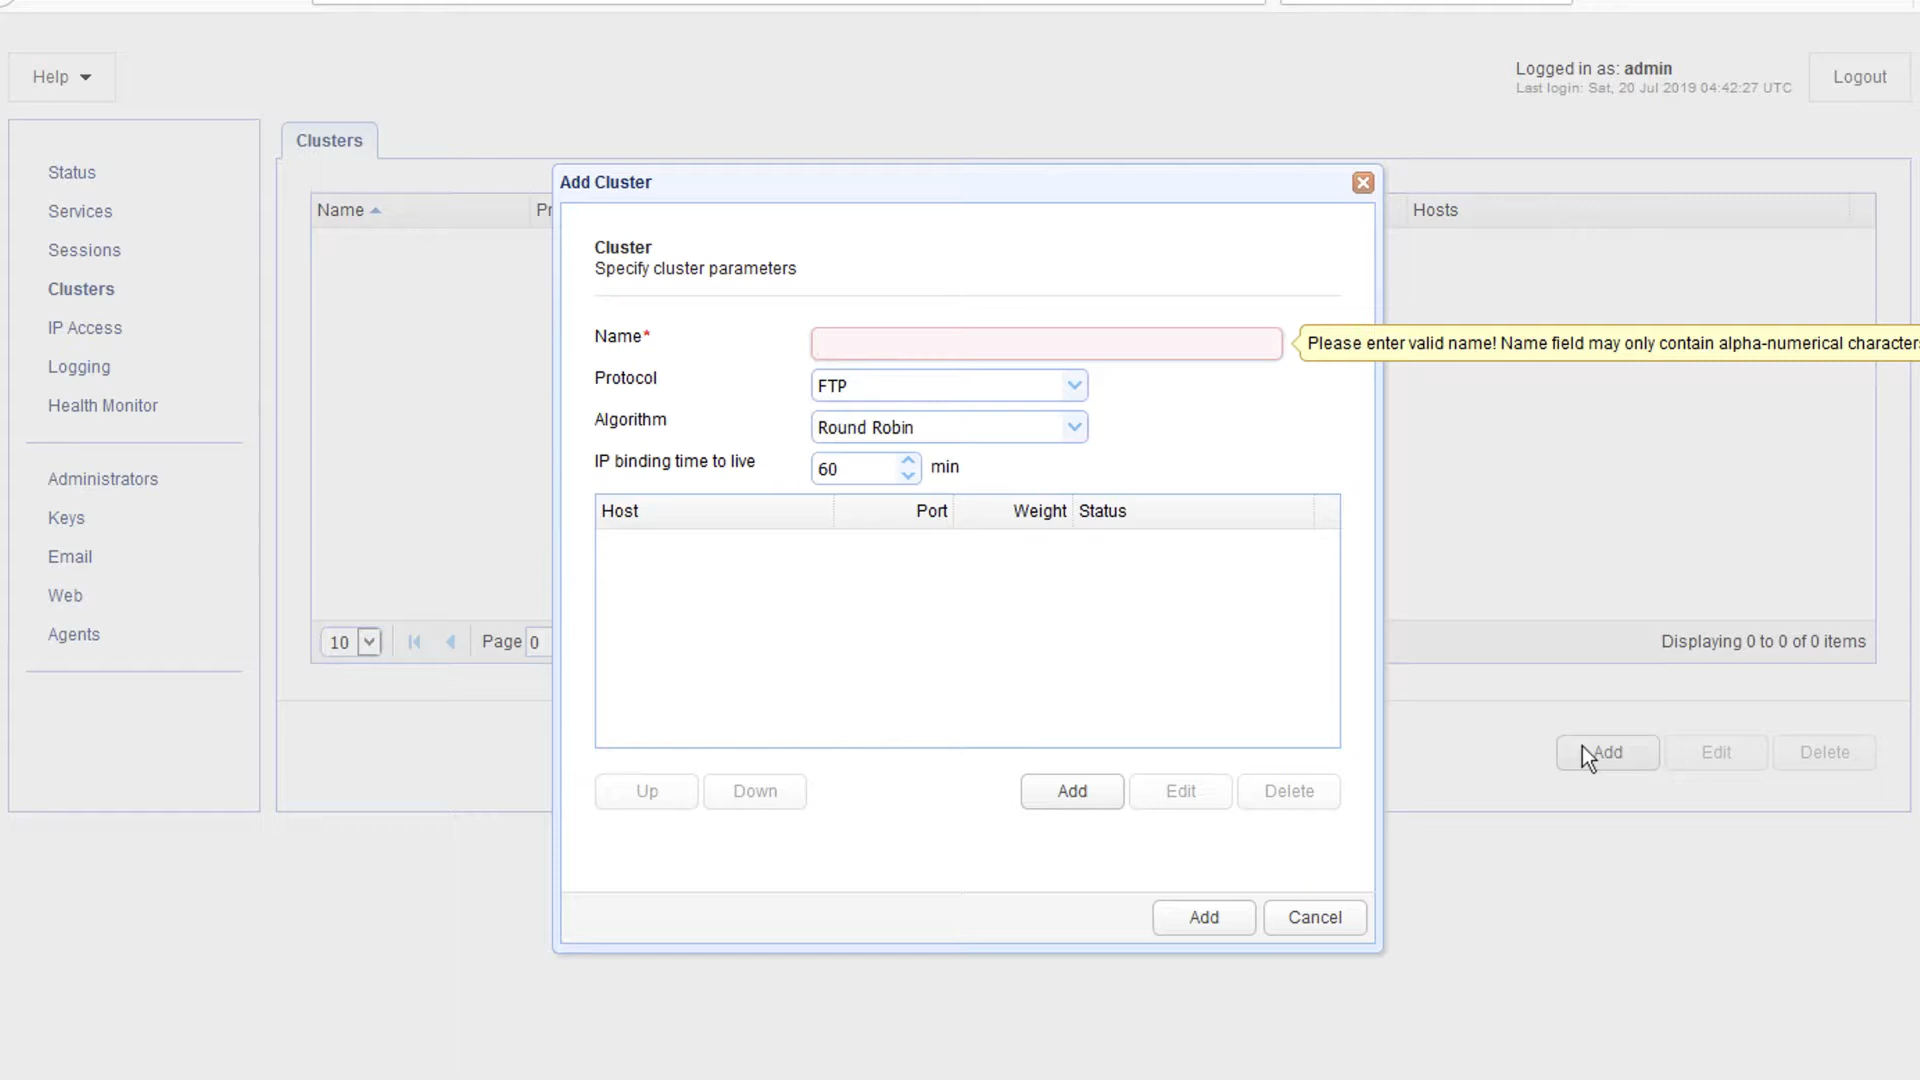 Help
Logged in as: admin
Last login: Sat, 20 Jul 2019 04:42:27 UTC
Logout
Status
Services
Sessions
Clusters
IP Access
Logging
Health Monitor
Administrators
Keys
Email
Web
Agents
Clusters
Name
Hosts
10
Page 0
Displaying 0 to 0 of 0 items
Add
Edit
Delete
Add Cluster
Cluster
Specify cluster parameters
Name*
Please enter valid name! Name field may only contain alpha-numerical characters
Protocol
FTP
Algorithm
Round Robin
IP binding time to live
60
min
Host
Port
Weight
Status
Up
Down
Add
Edit
Delete
Add
Cancel